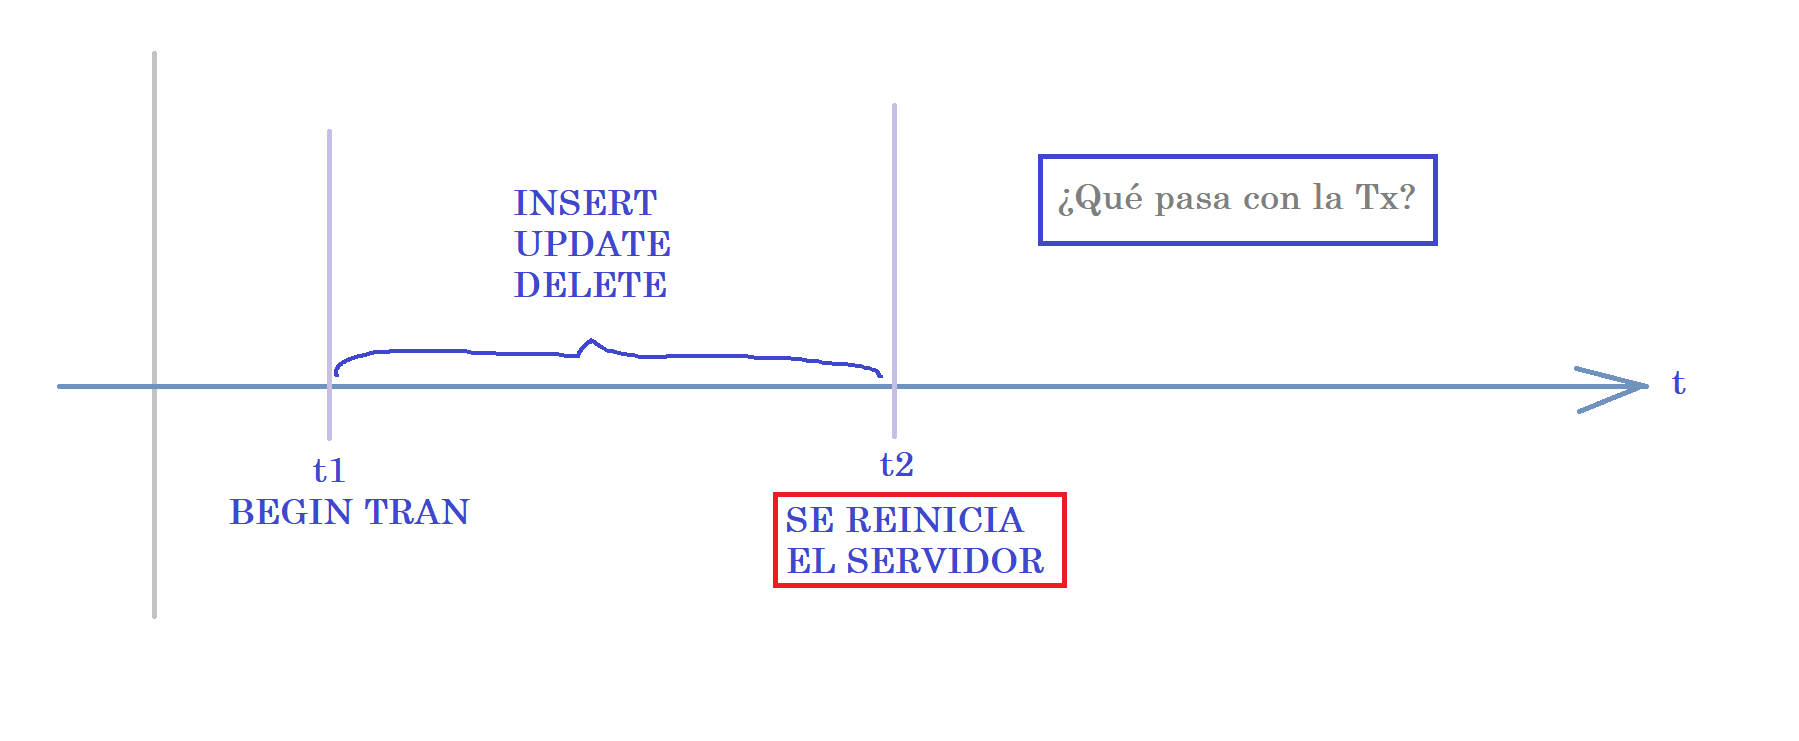 INSERT
UPDATE
DELETE
¿Qué pasa con la Tx?
t
t1
BEGIN TRAN
t2
SE REINICIA
EL SERVIDOR